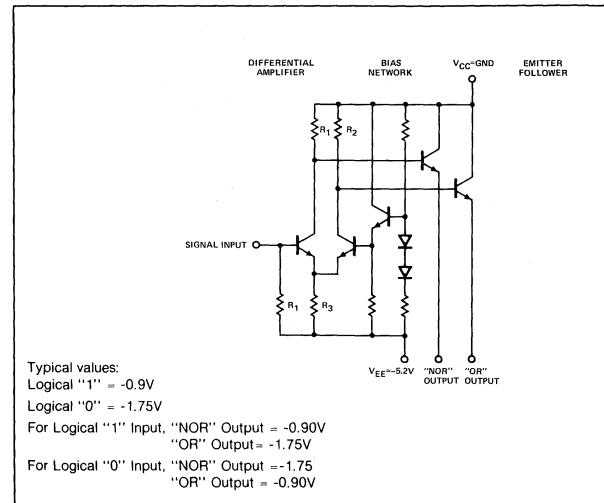 DIFFERENTIAL AMPLIFIER
BIAS NETWORK
VCC=GND
EMITTER FOLLOWER
R1
R2
SIGNAL INPUT
R1
R3
VEE=-5.2V
"NOR" OUTPUT
"OR" OUTPUT
Typical values:
Logical "1" = -0.9V
Logical "0" = -1.75V
For Logical "1" Input, "NOR" Output = -0.90V
"OR" Output= -1.75V
For Logical "0" Input, "NOR" Output =-1.75
"OR" Output = -0.90V